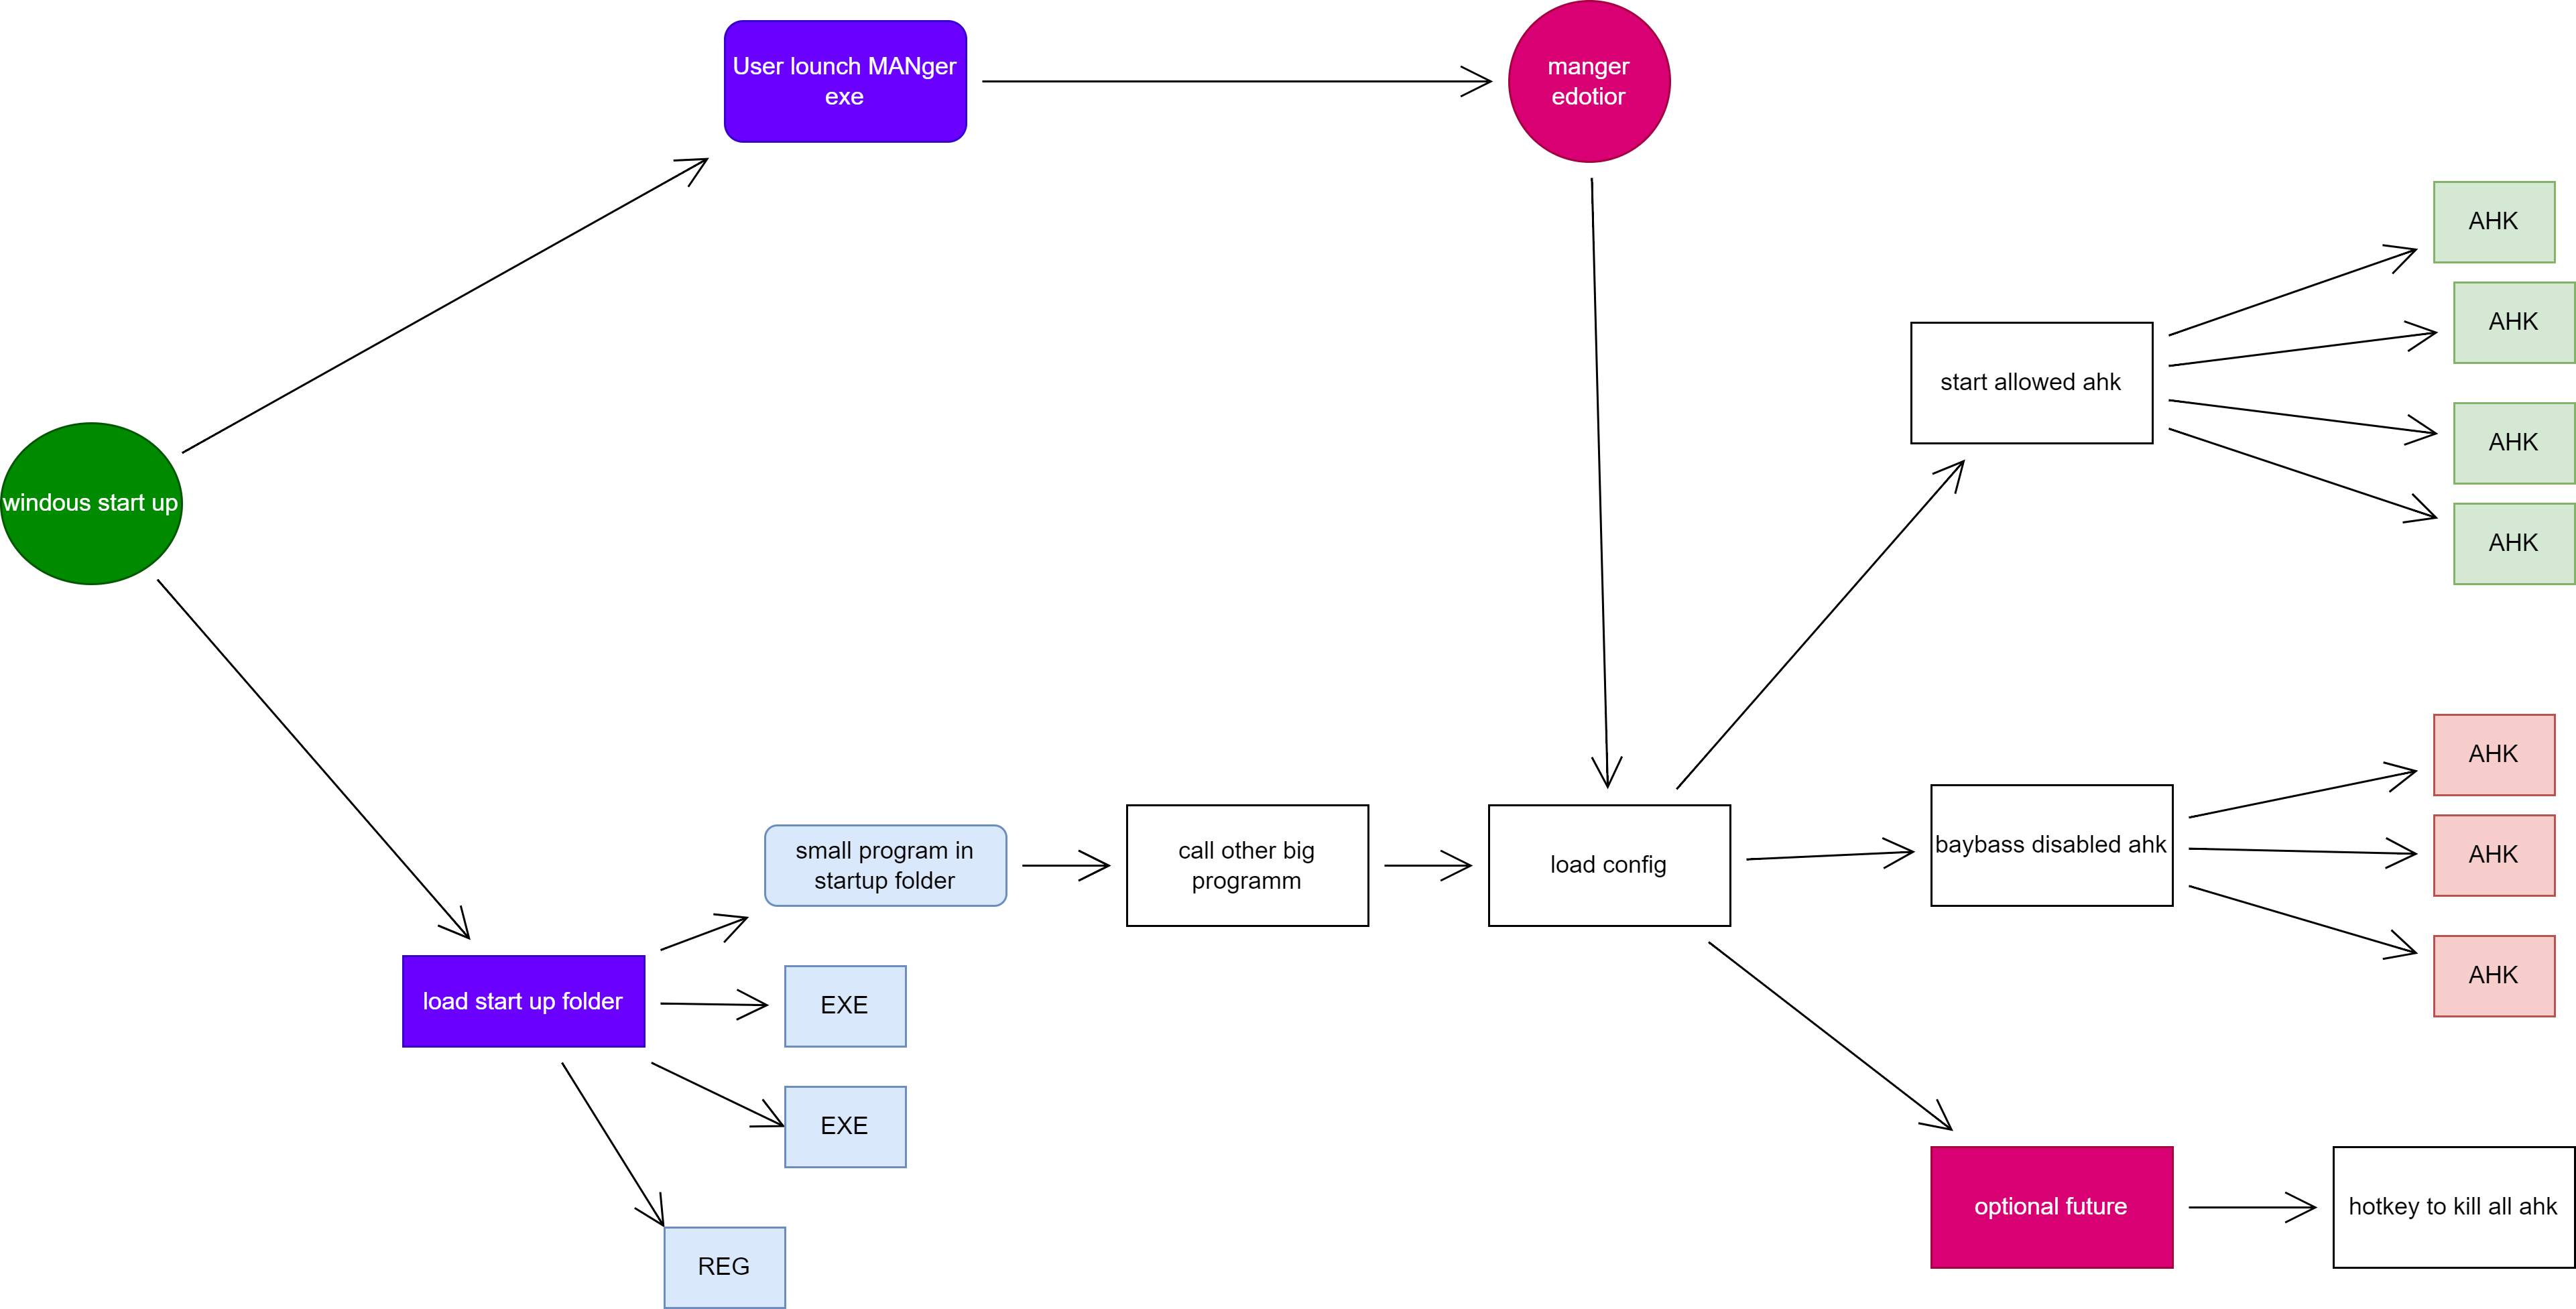 User lounch MANger
exe
manger
edotior
AHK
AHK
start allowed ahk
AHK
windous start up
AHK
AHK
small program in
startup folder
call other big
programm
load config
baybass disabled ahk
AHK
load start up folder
EXE
AHK
EXE
optional future
hotkey to kill all ahk
REG